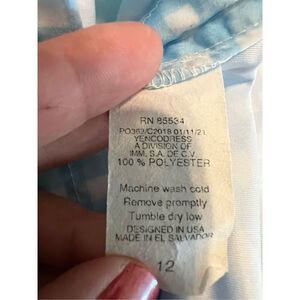 RN 85534
PO363/C2018 01/11/21
YENCODRESS
A DIVISION OF
IMM. S.A. DE C.V.
100 % POLYESTER
Machine wash cold
Remove promptly
Tumble dry low
DESIGNED IN USA
MADE IN EL SALVADOR
12